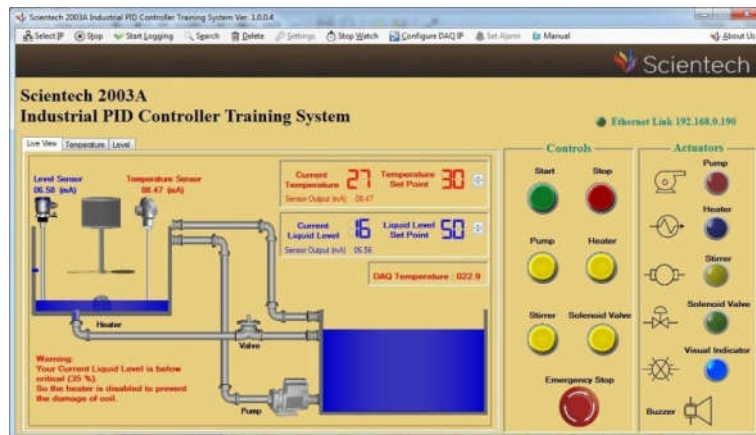 Scientech 2003A Industrial PID Controller Training System Ver: 1.0.0.4
Select IP Stop Start Logging Search Delete Settings Stop Watch Configure DAQ IP Set Alarm Manual About Us
Scientech
Scientech 2003A
Industrial PID Controller Training System
Ethernet Link 192.168.0.190
Live View Temperature Level
Controls
Actuators
Level Sensor
06.58 (mA)
Temperature Sensor
08.47 (mA)
Current Temperature 27 Temperature Set Point 30
Sensor Output (mA) 08.47
Current Liquid Level 16 Liquid Level Set Point 50
Sensor Output (mA) 06.56
DAQ Temperature : 022.9
Heater
Valve
Pump
Warning:
Your Current Liquid Level is below
critical (35 %).
So the heater is disabled to prevent
the damage of coil.
Start Stop
Pump Heater
Stirrer Solenoid Valve
Emergency Stop
Pump
Heater
Stirrer
Solenoid Valve
Visual Indicator
Buzzer